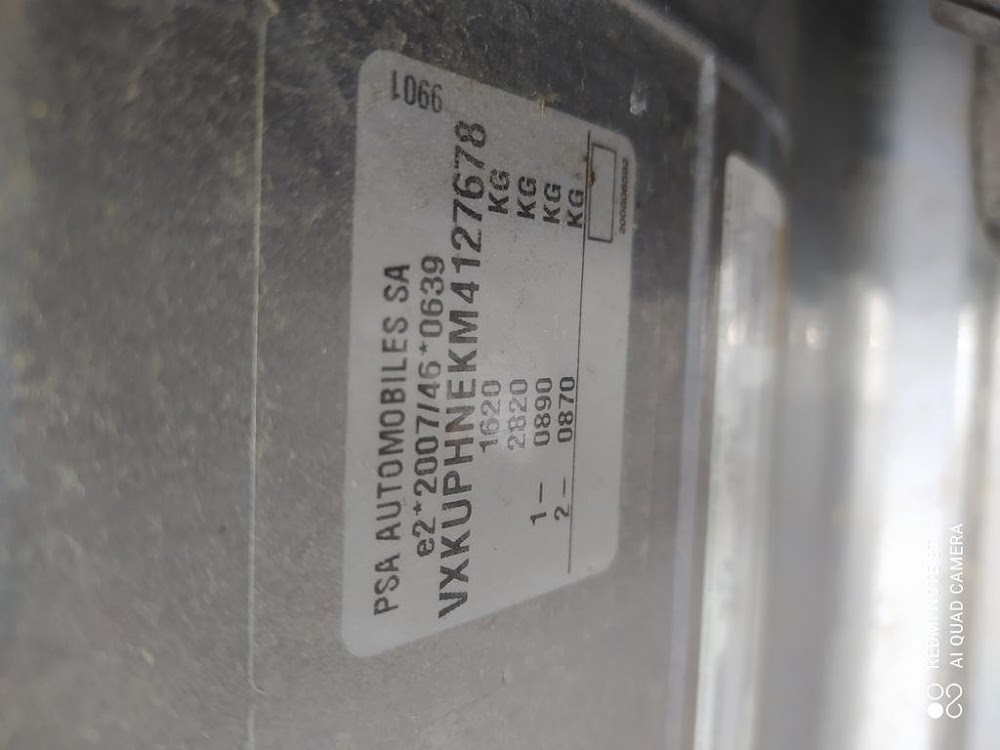 9901
PSA AUTOMOBILES SA
e2*2007/46*0639
VXKUPHNEKM4127678
1620 KG
2820 KG
1– 0890 KG
2– 0870 KG
REDMI NOTE 8
AI QUAD CAMERA